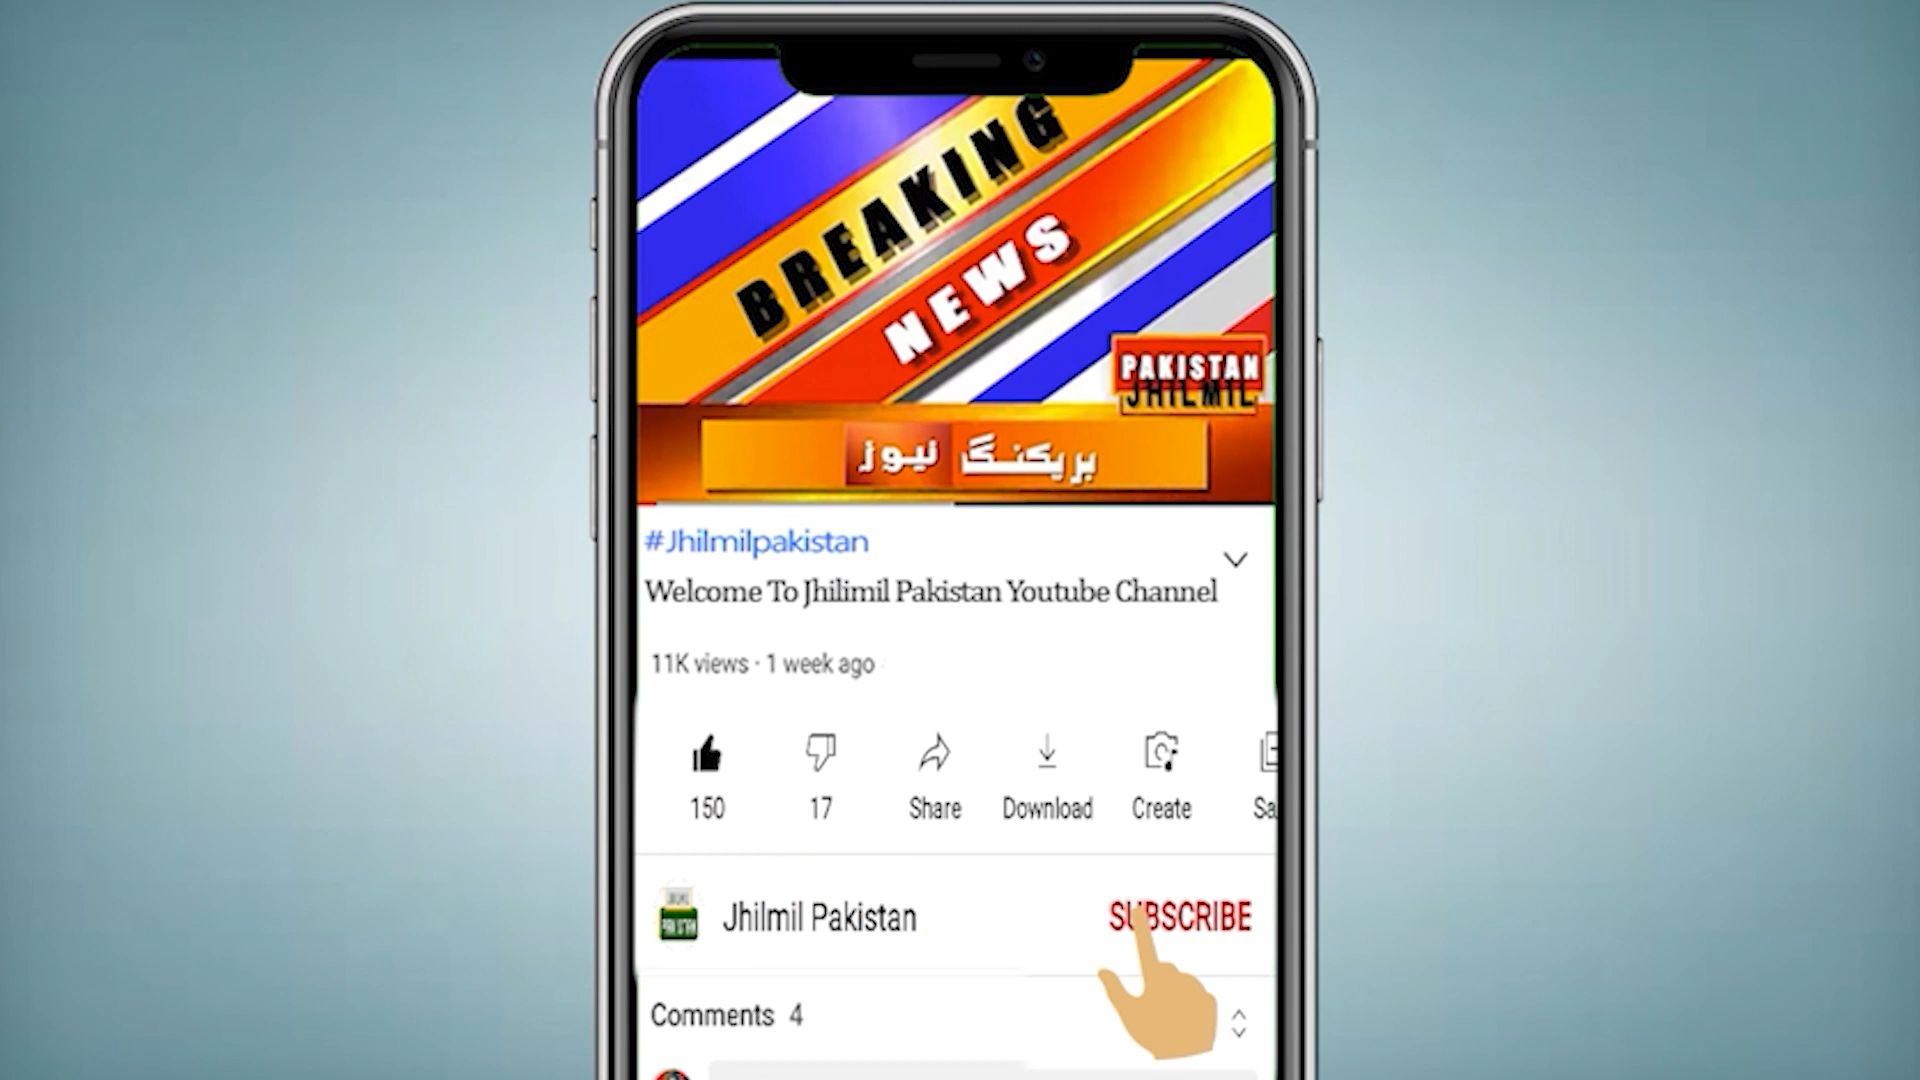 BREAKING
NEWS
PAKISTAN
JHILMIL
بریکنگ نیوز
#Jhilmilpakistan
Welcome To Jhilimil Pakistan Youtube Channel
11K views · 1 week ago
150 17 Share Download Create Sa
Jhilmil Pakistan SUBSCRIBE
Comments 4